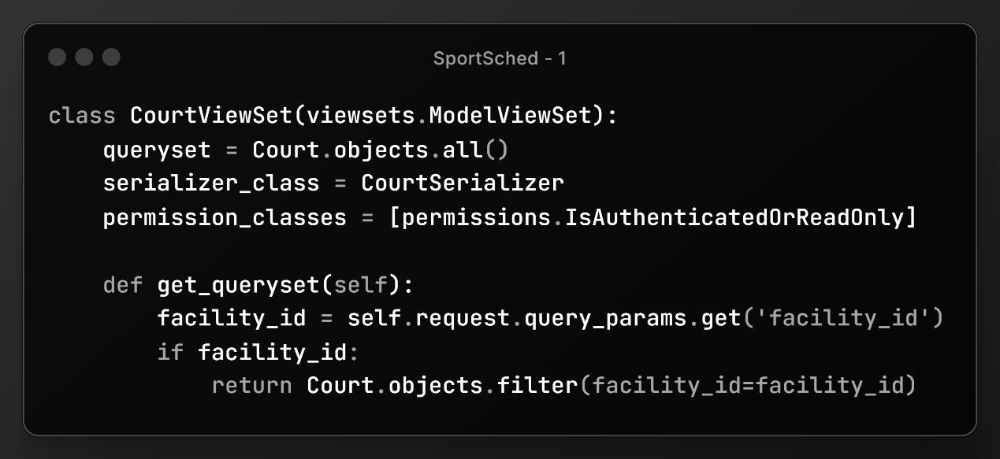 SportSched - 1
class CourtViewSet(viewsets.ModelViewSet):
    queryset = Court.objects.all()
    serializer_class = CourtSerializer
    permission_classes = [permissions.IsAuthenticatedOrReadOnly]
    def get_queryset(self):
        facility_id = self.request.query_params.get('facility_id')
        if facility_id:
            return Court.objects.filter(facility_id=facility_id)